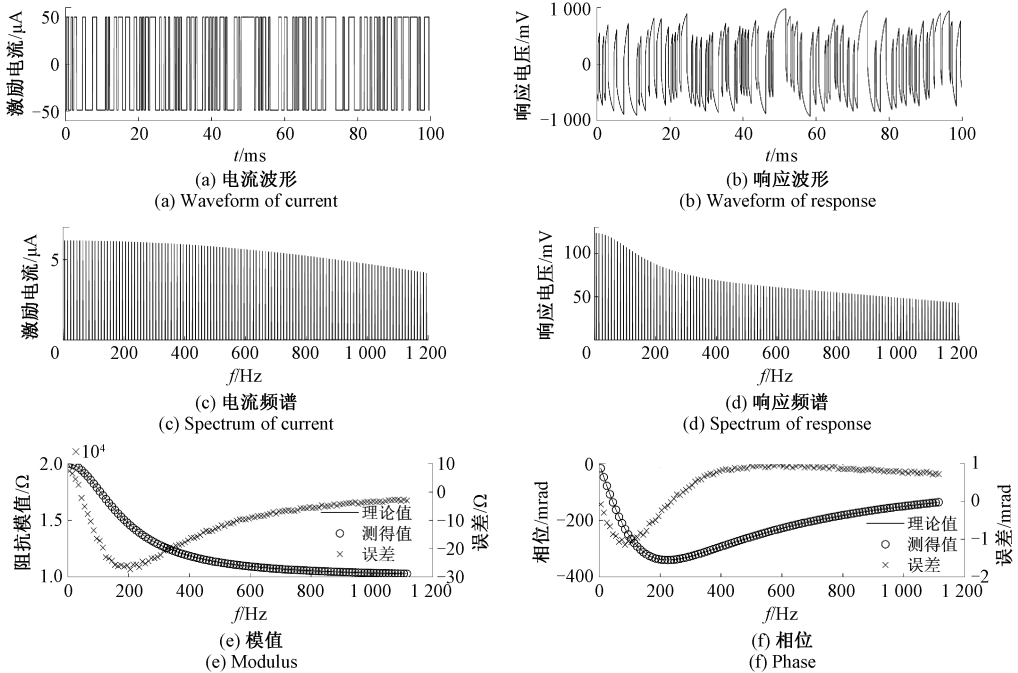 激励电流/μA
50
0
−50
0 20 40 60 80 100
t/ms
(a) 电流波形
(a) Waveform of current
响应电压/mV
1 000
0
−1 000
0 20 40 60 80 100
t/ms
(b) 响应波形
(b) Waveform of response
激励电流/μA
5
0 200 400 600 800 1 000 1 200
f/Hz
(c) 电流频谱
(c) Spectrum of current
响应电压/mV
100
50
0 200 400 600 800 1 000 1 200
f/Hz
(d) 响应频谱
(d) Spectrum of response
阻抗模值/Ω
×10⁴
2.0
1.5
1.0
10
0
−10
−20
−30
误差/Ω
理论值
测得值
误差
0 200 400 600 800 1 000 1 200
f/Hz
(e) 模值
(e) Modulus
相位/mrad
0
−200
−400
1
0
−1
−2
误差/mrad
理论值
测得值
误差
0 200 400 600 800 1 000 1 200
f/Hz
(f) 相位
(f) Phase